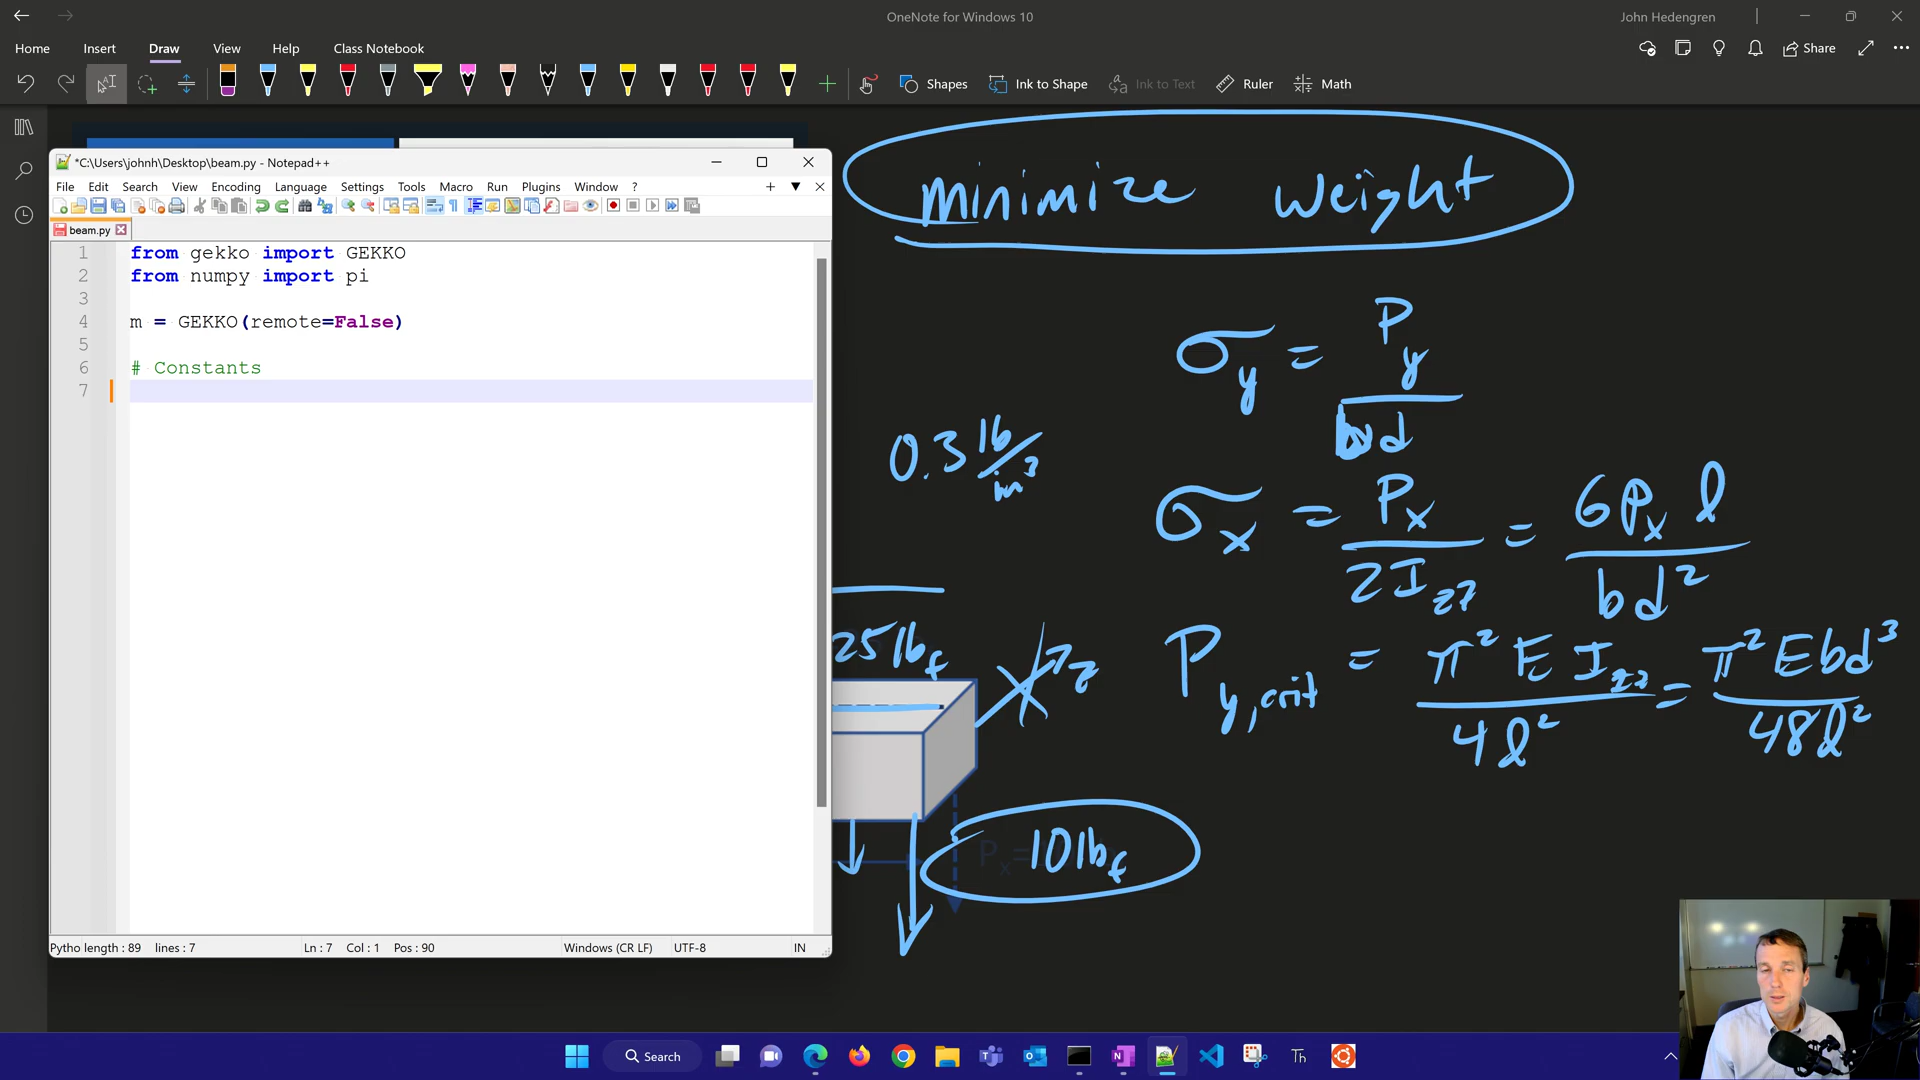 OneNote for Windows 10
John Hedengren
Home Insert Draw View Help Class Notebook
Share
Shapes Ink to Shape Ink to Text Ruler Math
*C:\Users\johnh\Desktop\beam.py - Notepad++
File Edit Search View Encoding Language Settings Tools Macro Run Plugins Window ?
beam.py
1 from gekko import GEKKO
2 from numpy import pi
3
4 m = GEKKO(remote=False)
5
6 # Constants
7
Pytho length : 89 lines : 7 Ln : 7 Col : 1 Pos : 90 Windows (CR LF) UTF-8 IN
minimize weight
σy = Py / bd
0.3 lb/in³
σx = Px / 2Izz = 6Px l / bd²
25 lbf
z
Py,crit = π² E Izz / 4l² = π² E b d³ / 48l²
Px=
10 lbf
Search
Th